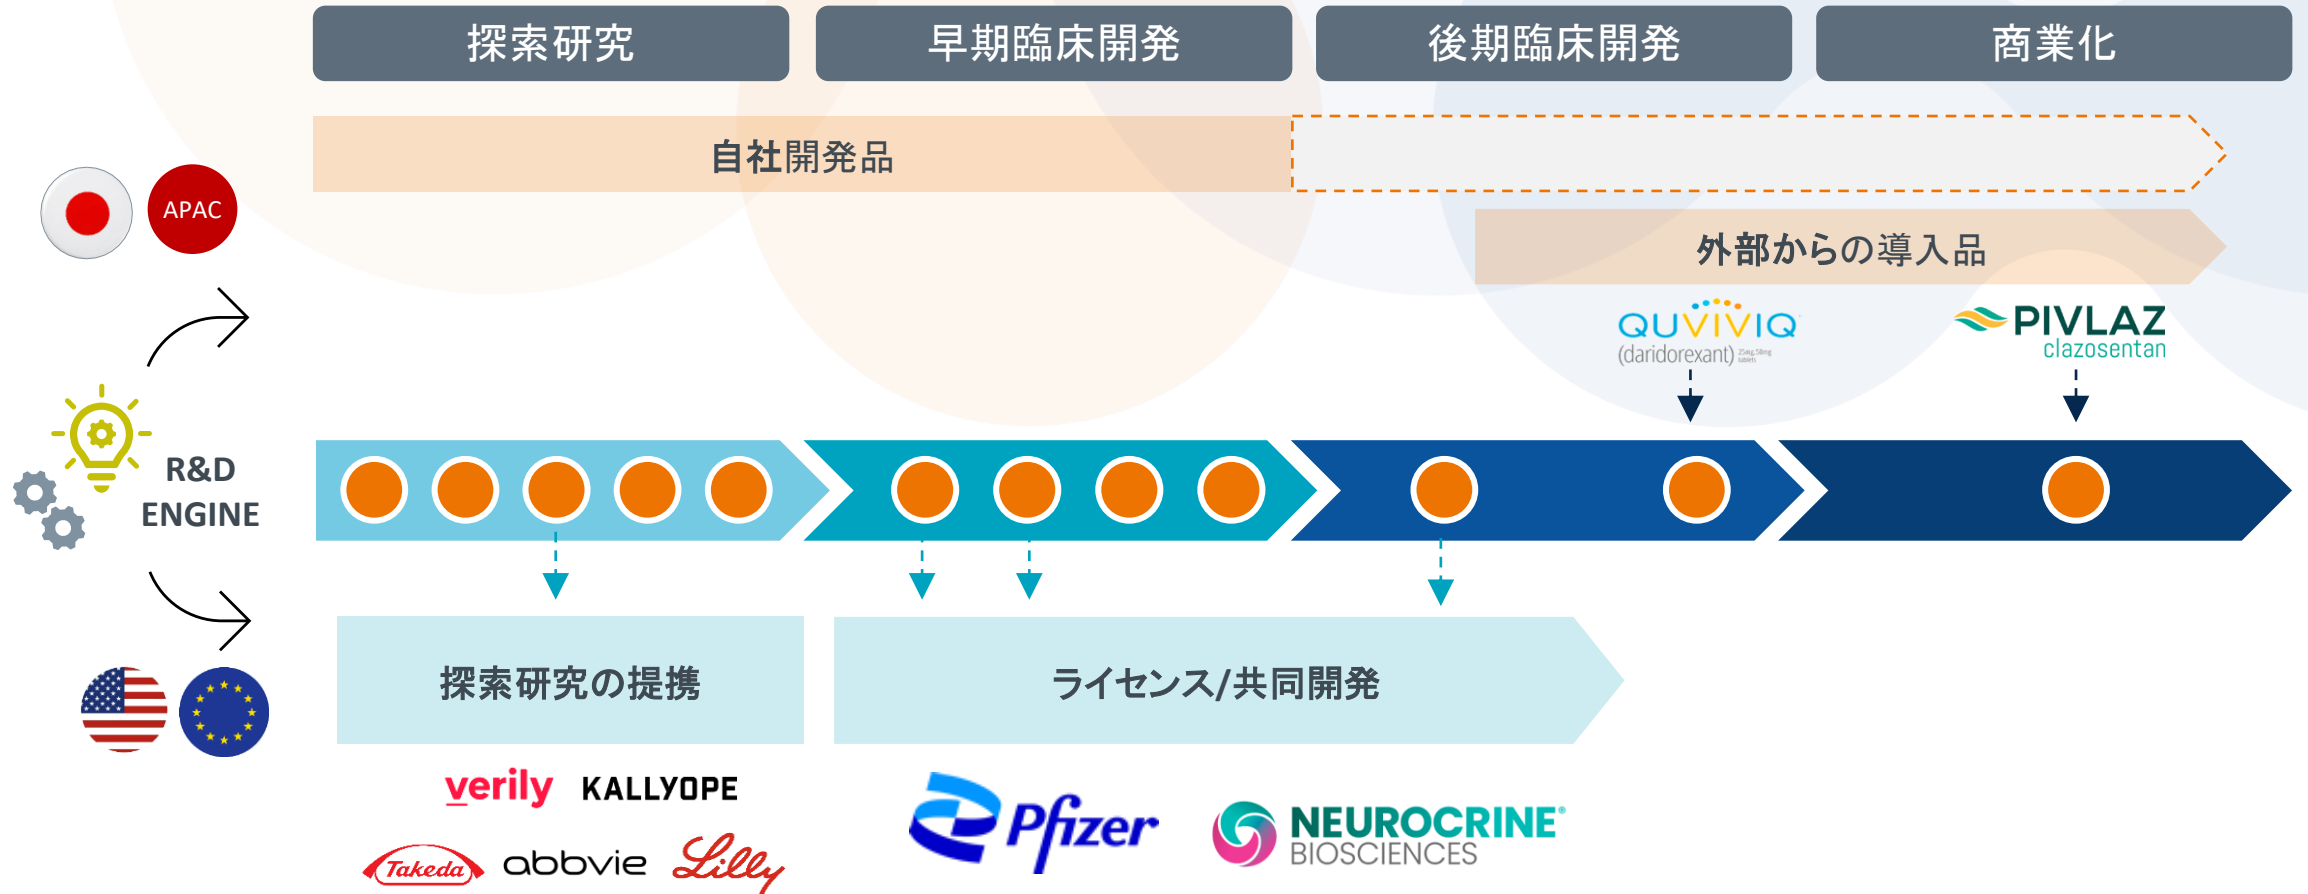 探索研究
早期臨床開発
後期臨床開発
商業化
自社開発品
APAC
外部からの導入品
QUVIVIQ
(daridorexant) 25mg, 50mg
tablets
PIVLAZ
clazosentan
R&D
ENGINE
探索研究の提携
ライセンス/共同開発
verily
KALLYOPE
Takeda
abbvie
Lilly
Pfizer
NEUROCRINE®
BIOSCIENCES